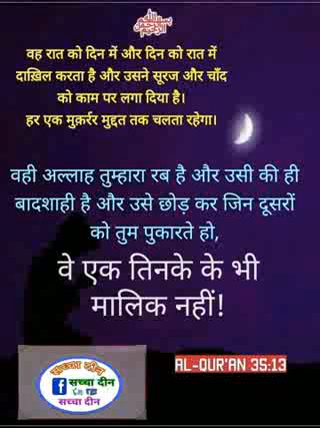 वह रात को दिन में और दिन को रात में
दाख़िल करता है और उसने सूरज और चाँद
को काम पर लगा दिया है।
हर एक मुक़र्रर मुद्दत तक चलता रहेगा।
वही अल्लाह तुम्हारा रब है और उसी की ही
बादशाही है और उसे छोड़ कर जिन दूसरों
को तुम पुकारते हो,
वे एक तिनके के भी
मालिक नहीं!
AL-QUR'AN 35:13
सच्चा दीन
f सच्चा दीन
सच्चा दीन